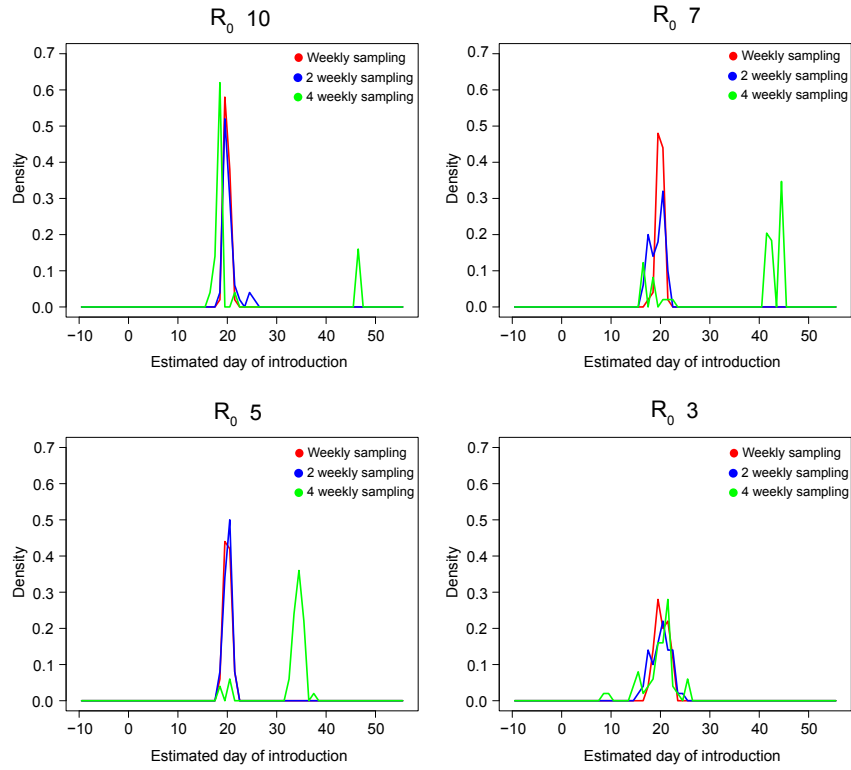 R0 10
0.7
0.6
0.5
0.4
0.3
0.2
0.1
0.0
Density
Weekly sampling
2 weekly sampling
4 weekly sampling
−10 0 10 20 30 40 50
Estimated day of introduction
R0 7
0.7
0.6
0.5
0.4
0.3
0.2
0.1
0.0
Density
Weekly sampling
2 weekly sampling
4 weekly sampling
−10 0 10 20 30 40 50
Estimated day of introduction
R0 5
0.7
0.6
0.5
0.4
0.3
0.2
0.1
0.0
Density
Weekly sampling
2 weekly sampling
4 weekly sampling
−10 0 10 20 30 40 50
Estimated day of introduction
R0 3
0.7
0.6
0.5
0.4
0.3
0.2
0.1
0.0
Density
Weekly sampling
2 weekly sampling
4 weekly sampling
−10 0 10 20 30 40 50
Estimated day of introduction